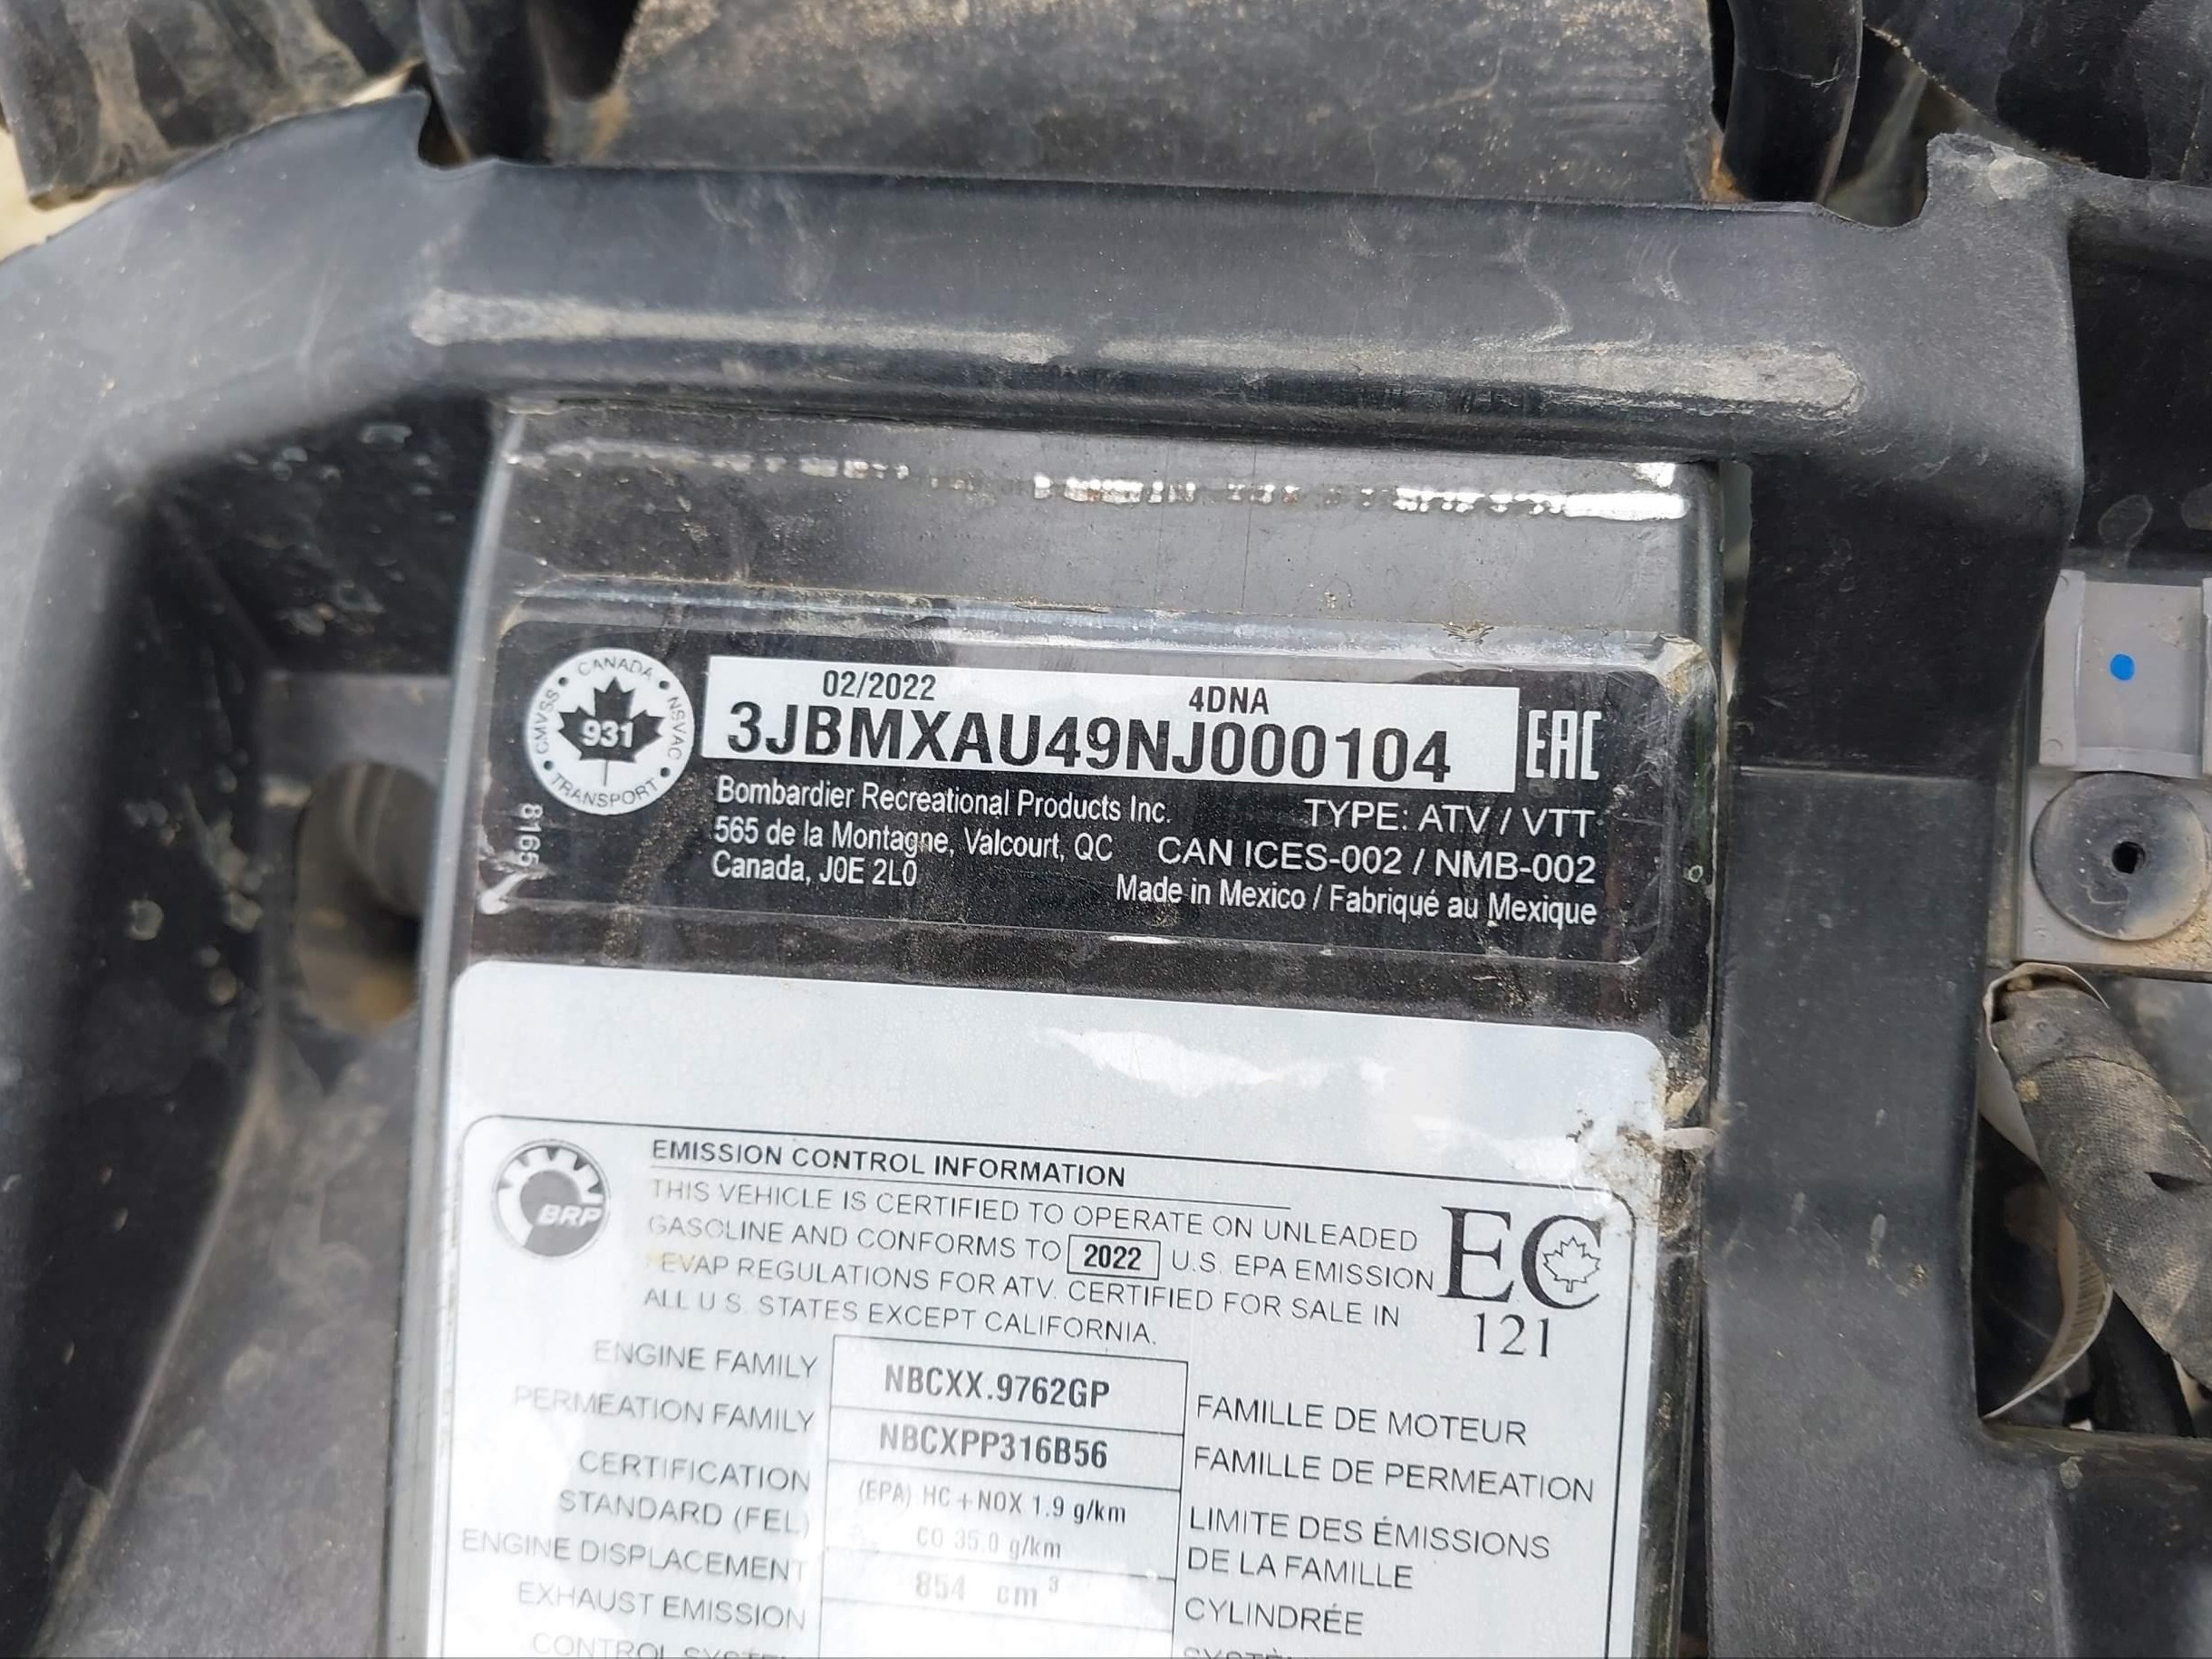 CANADA • NSVAC • TRANSPORT • CMVSS •
931
02/2022 4DNA
3JBMXAU49NJ000104
EAC
Bombardier Recreational Products Inc. TYPE: ATV / VTT
565 de la Montagne, Valcourt, QC CAN ICES-002 / NMB-002
Canada, J0E 2L0 Made in Mexico / Fabriqué au Mexique
BRP
EMISSION CONTROL INFORMATION
THIS VEHICLE IS CERTIFIED TO OPERATE ON UNLEADED
GASOLINE AND CONFORMS TO 2022 U.S. EPA EMISSION
EVAP REGULATIONS FOR ATV. CERTIFIED FOR SALE IN
ALL U.S. STATES EXCEPT CALIFORNIA.
EC
121
ENGINE FAMILY NBCXX.9762GP FAMILLE DE MOTEUR
PERMEATION FAMILY NBCXPP316B56 FAMILLE DE PERMEATION
CERTIFICATION (EPA) HC + NOX 1.9 g/km LIMITE DES ÉMISSIONS
STANDARD (FEL) CO 35.0 g/km DE LA FAMILLE
ENGINE DISPLACEMENT 854 cm³ CYLINDRÉE
EXHAUST EMISSION
CONTROL